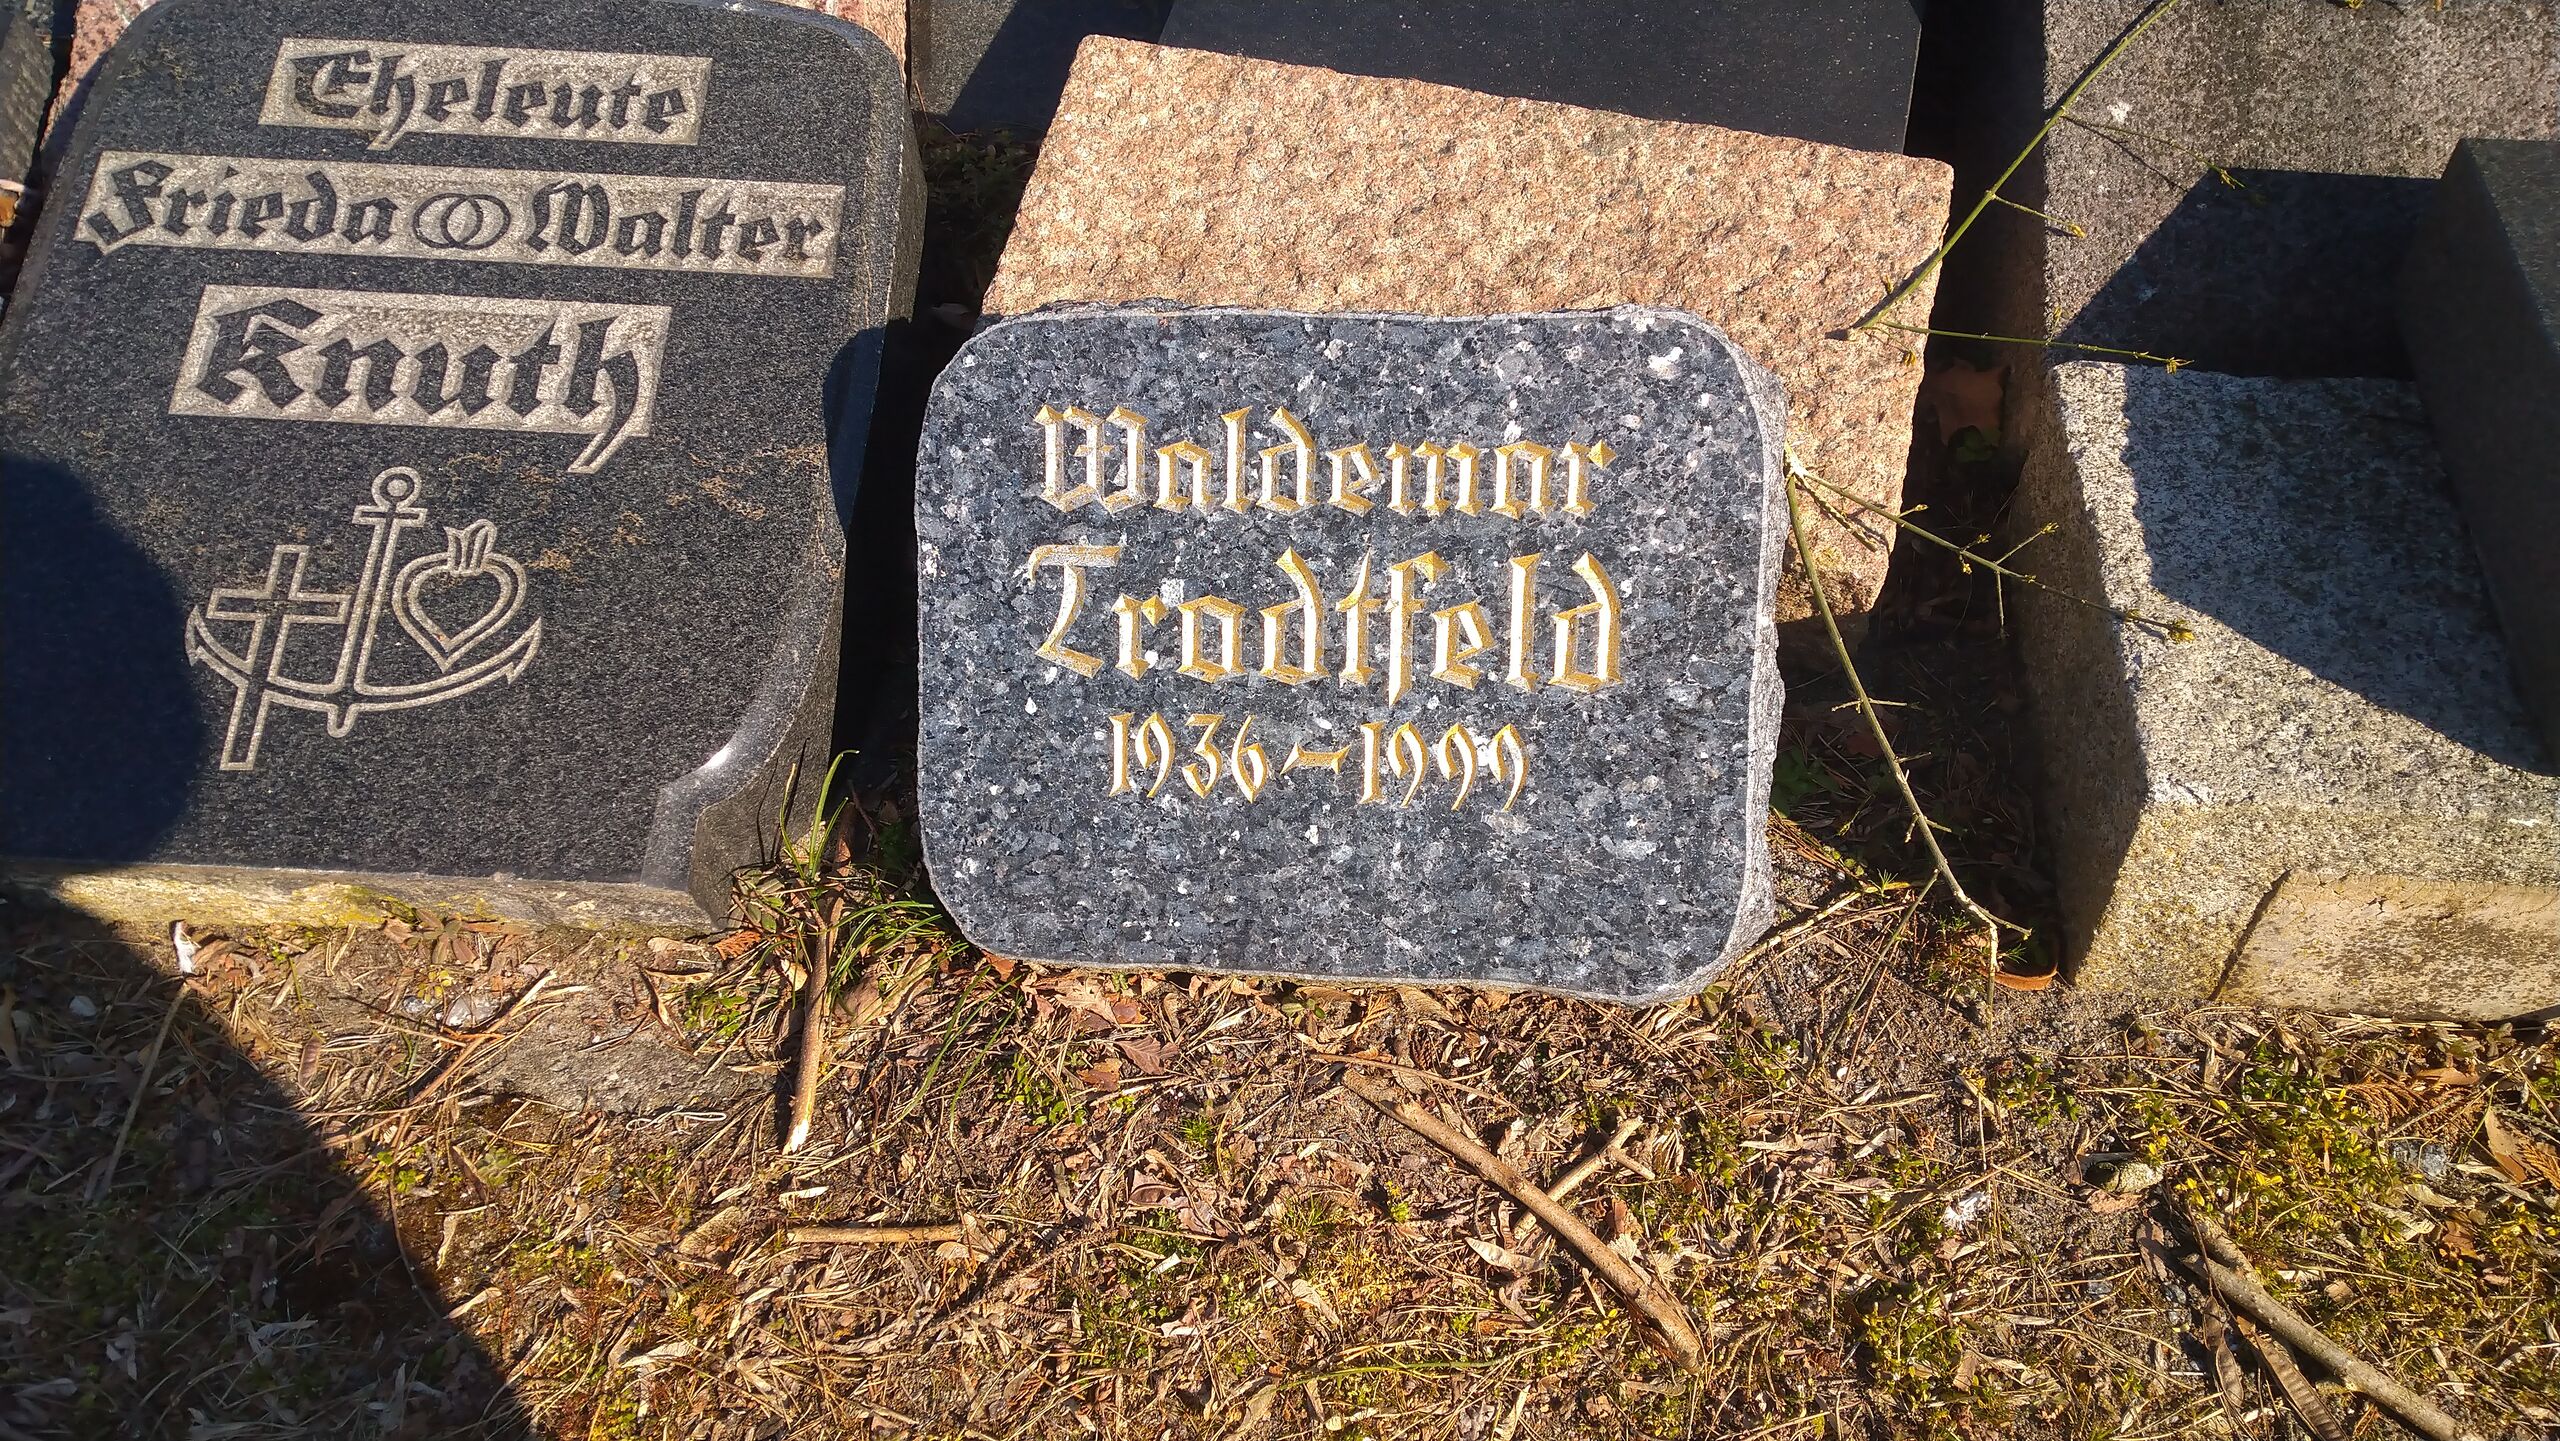 Eheleute
Frieda Walter
Knuth
Waldemar
Trodtfeld
1936-1999